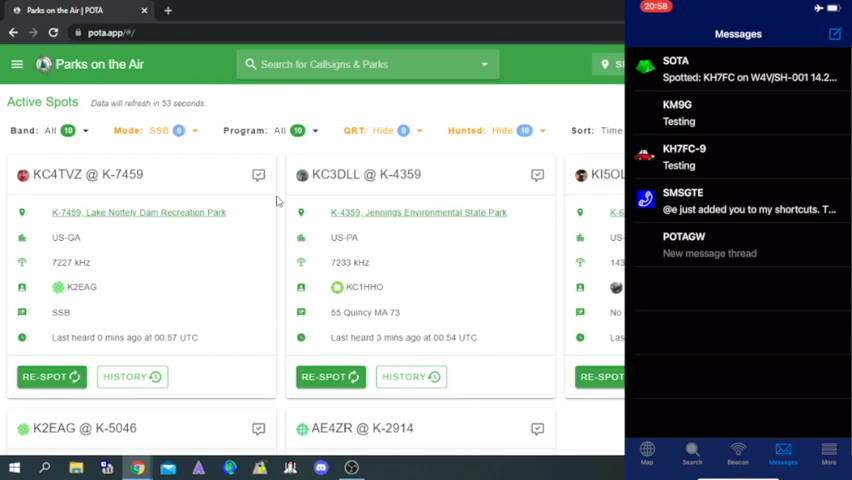 Parks on the Air | POTA
pota.app/#/
Parks on the Air
Search for Callsigns & Parks
Active Spots
Data will refresh in 53 seconds.
Band: All 10
Mode: SSB 6
Program: All 10
QRT: Hide 8
Hunted: Hide 10
Sort: Time
KC4TVZ @ K-7459
K-7459, Lake Nottely Dam Recreation Park
US-GA
7227 kHz
K2EAG
SSB
Last heard 0 mins ago at 00:57 UTC
RE-SPOT
HISTORY
KC3DLL @ K-4359
K-4359, Jennings Environmental State Park
US-PA
7233 kHz
KC1HHO
55 Quincy MA 73
Last heard 3 mins ago at 00:54 UTC
RE-SPOT
HISTORY
KI5OL
US-
143
No
Las
RE-SPO
K2EAG @ K-5046
AE4ZR @ K-2914
20:58
Messages
SOTA
Spotted: KH7FC on W4V/SH-001 14.2...
KM9G
Testing
KH7FC-9
Testing
SMSGTE
@e just added you to my shortcuts. T...
POTAGW
New message thread
Map
Search
Beacon
Messages
More